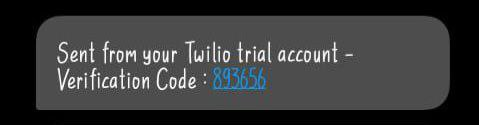 Sent from your Twilio trial account -
Verification Code : 893656